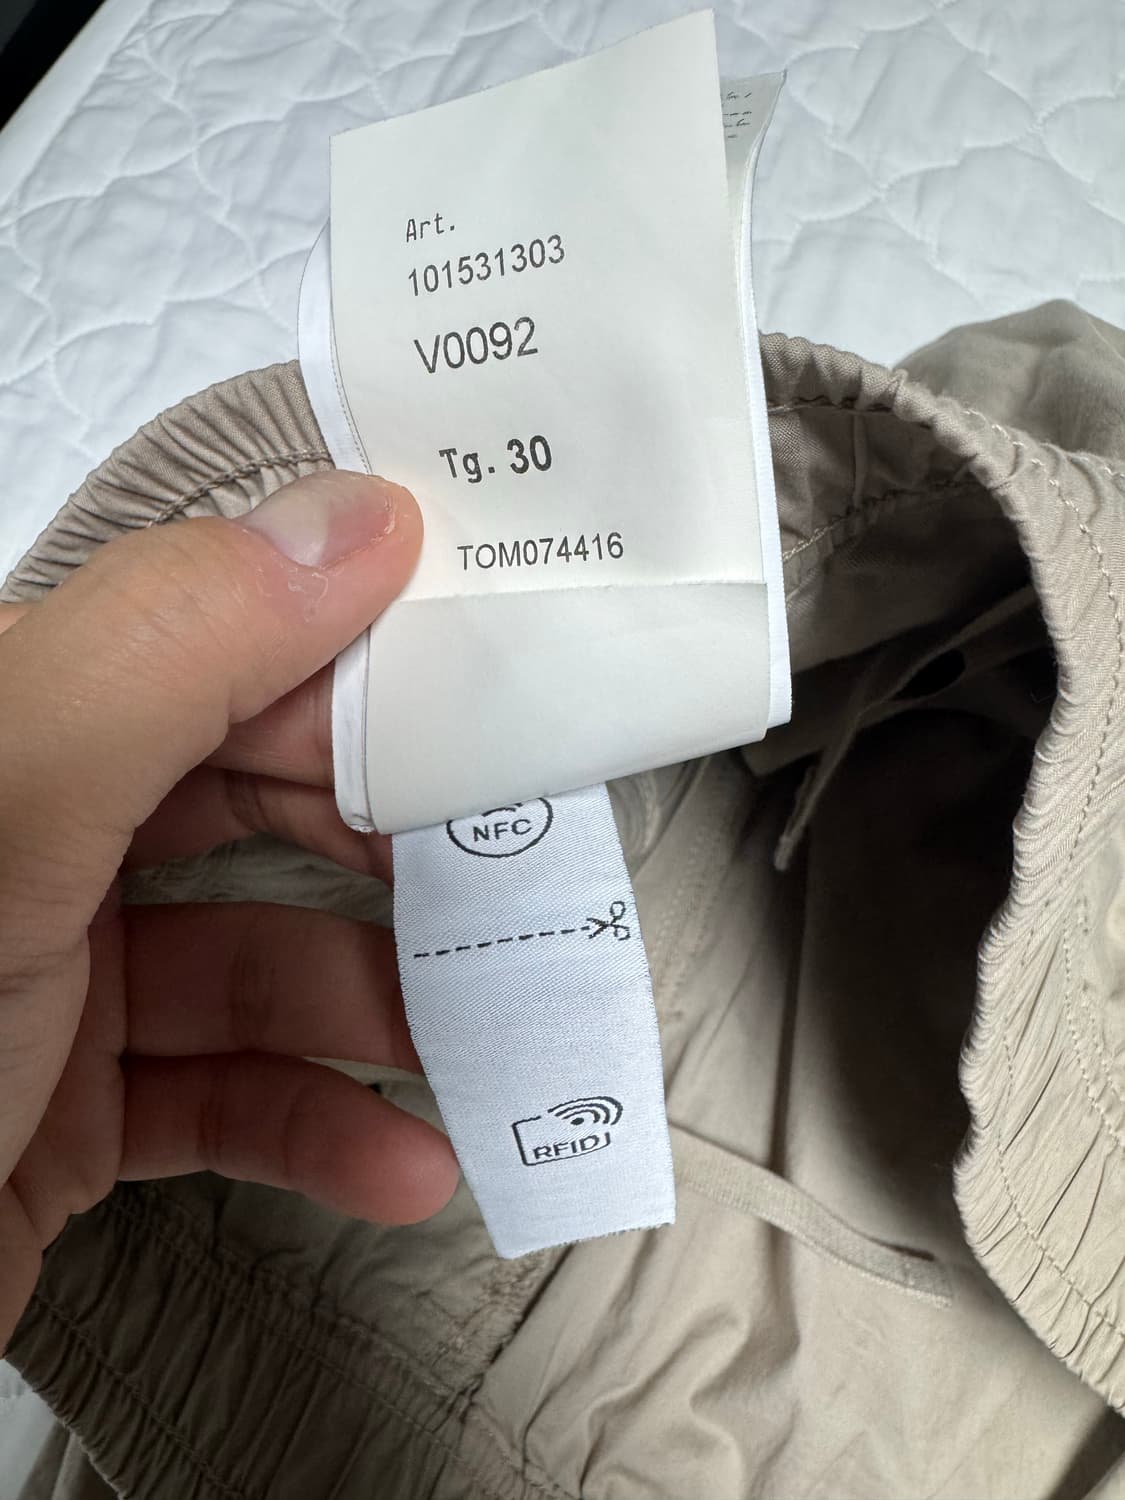 Art.
101531303
V0092
Tg. 30
TOM074416
NFC
RFID